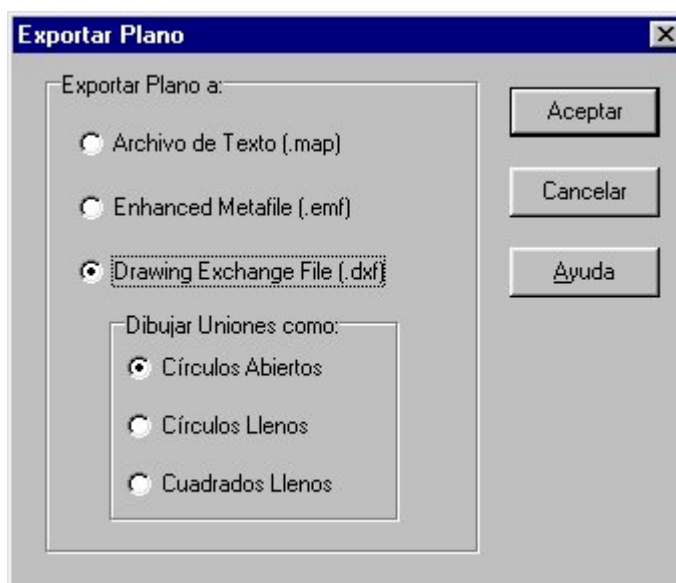 Exportar Plano
Exportar Plano a:
Archivo de Texto (.map)
Enhanced Metafile (.emf)
Drawing Exchange File (.dxf)
Dibujar Uniones como:
Círculos Abiertos
Círculos Llenos
Cuadrados Llenos
Aceptar
Cancelar
Ayuda